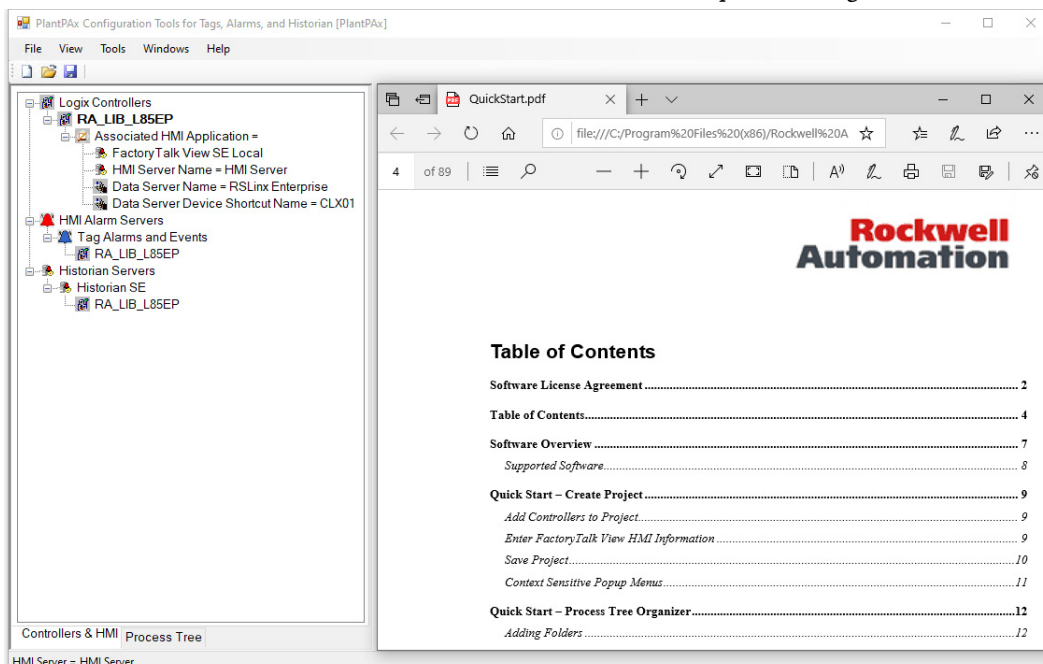 PlantPAx Configuration Tools for Tags, Alarms, and Historian [PlantPAx]
File View Tools Windows Help
Logix Controllers
RA_LIB_L85EP
Associated HMI Application =
FactoryTalk View SE Local
HMI Server Name = HMI Server
Data Server Name = RSLinx Enterprise
Data Server Device Shortcut Name = CLX01
HMI Alarm Servers
Tag Alarms and Events
RA_LIB_L85EP
Historian Servers
Historian SE
RA_LIB_L85EP
Controllers & HMI Process Tree
HMI Server = HMI Server
QuickStart.pdf
file:///C:/Program%20Files%20(x86)/Rockwell%20A
4 of 89
Rockwell
Automation
Table of Contents
Software License Agreement 2
Table of Contents 4
Software Overview 7
Supported Software 8
Quick Start – Create Project 9
Add Controllers to Project 9
Enter FactoryTalk View HMI Information 9
Save Project 10
Context Sensitive Popup Menus 11
Quick Start – Process Tree Organizer 12
Adding Folders 12